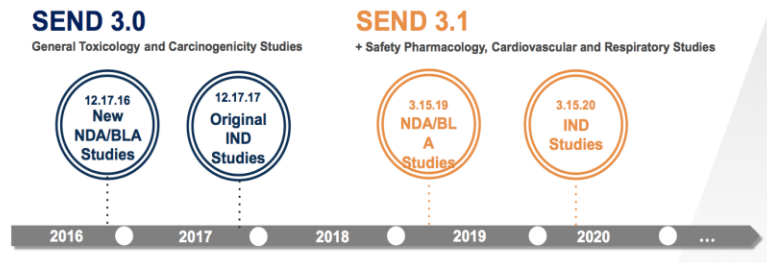 SEND 3.0
General Toxicology and Carcinogenicity Studies
12.17.16
New
NDA/BLA
Studies
12.17.17
Original
IND
Studies
SEND 3.1
+ Safety Pharmacology, Cardiovascular and Respiratory Studies
3.15.19
NDA/BL
A
Studies
3.15.20
IND
Studies
2016 2017 2018 2019 2020 ...